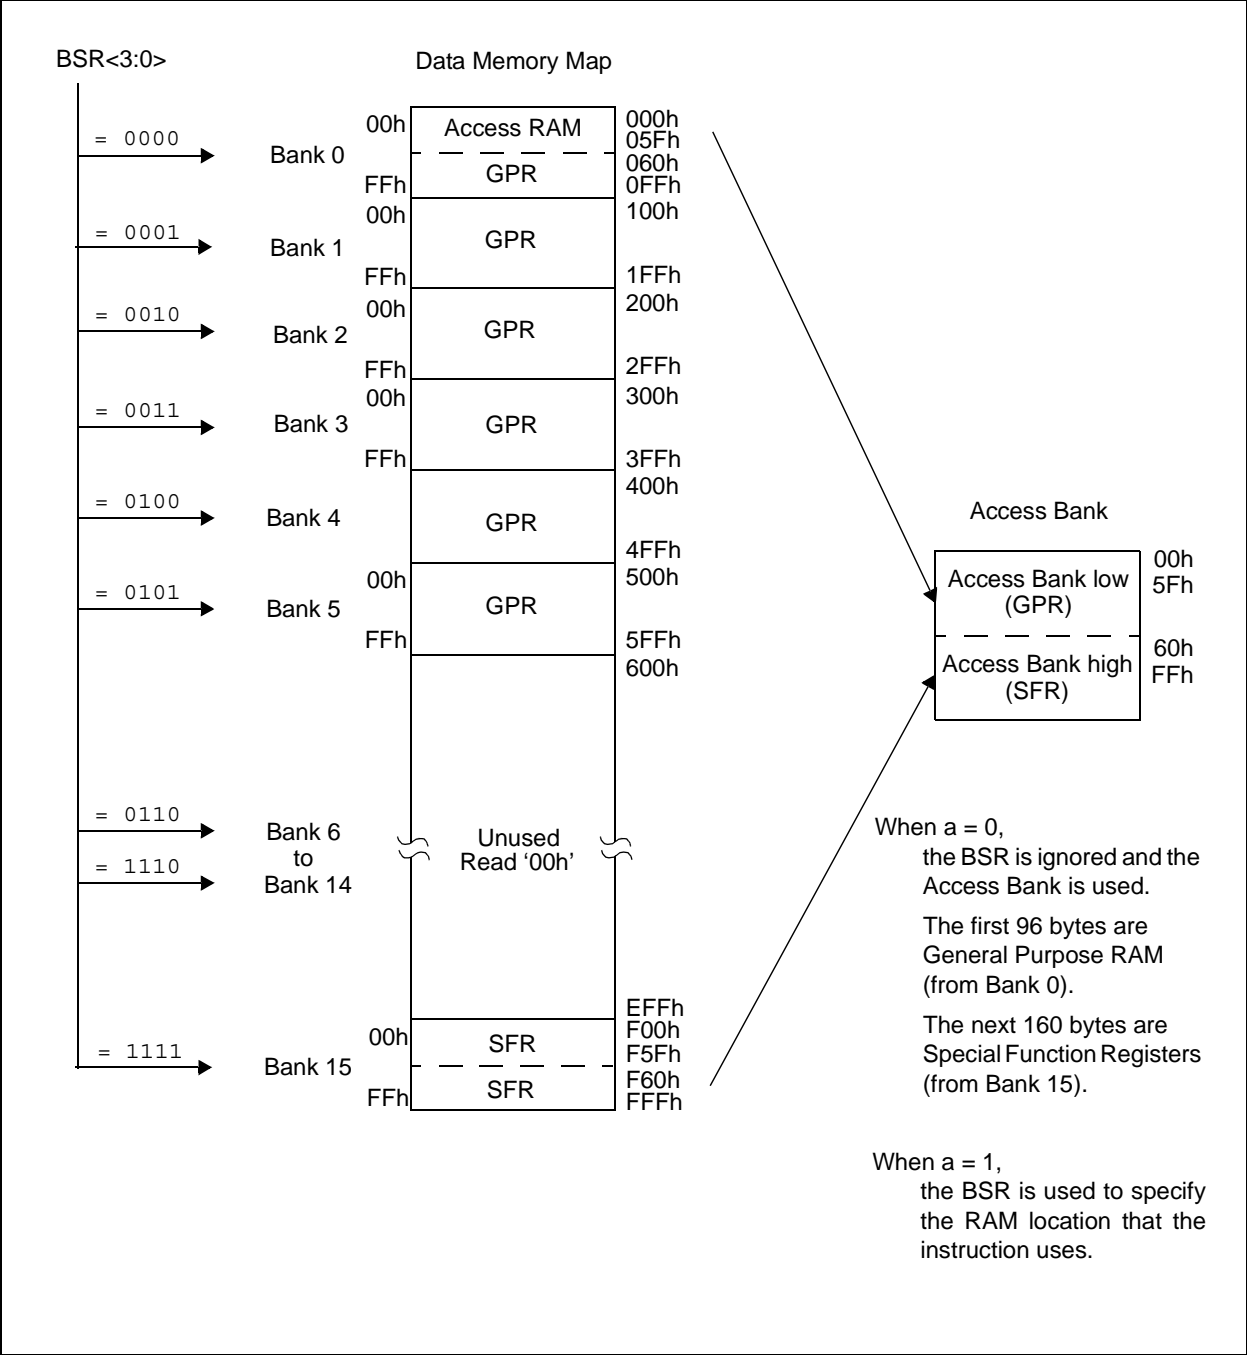 BSR<3:0>
Data Memory Map
= 0000
Bank 0
00h
Access RAM
000h
05Fh
GPR
060h
FFh
0FFh
= 0001
Bank 1
00h
GPR
100h
FFh
1FFh
= 0010
Bank 2
00h
GPR
200h
FFh
2FFh
= 0011
Bank 3
00h
GPR
300h
FFh
3FFh
= 0100
Bank 4
GPR
400h
4FFh
= 0101
Bank 5
00h
GPR
500h
FFh
5FFh
600h
= 0110
= 1110
Bank 6
to
Bank 14
Unused
Read ‘00h’
EFFh
= 1111
Bank 15
00h
SFR
F00h
F5Fh
SFR
F60h
FFh
FFFh
Access Bank
Access Bank low
(GPR)
00h
5Fh
Access Bank high
(SFR)
60h
FFh
When a = 0,
the BSR is ignored and the
Access Bank is used.
The first 96 bytes are
General Purpose RAM
(from Bank 0).
The next 160 bytes are
Special Function Registers
(from Bank 15).
When a = 1,
the BSR is used to specify
the RAM location that the
instruction uses.